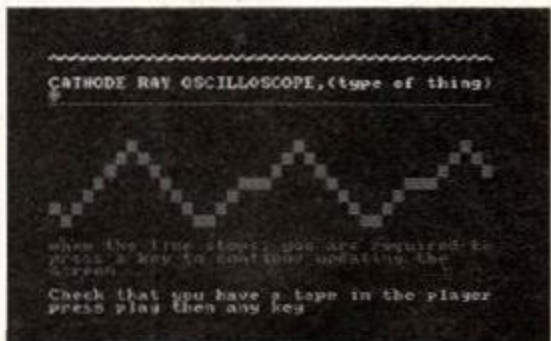 CATHODE RAY OSCILLOSCOPE,(type of thing)
when the line stops, you are required to
press a key to continue updating the
screen
Check that you have a tape in the player
press play then any key